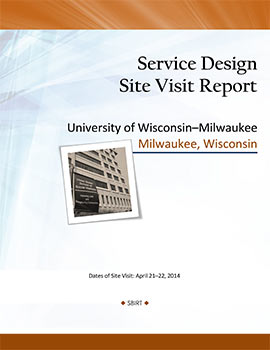 Service Design
Site Visit Report
University of Wisconsin–Milwaukee
Milwaukee, Wisconsin
Dates of Site Visit: April 21–22, 2014
◆ SBIRT ◆